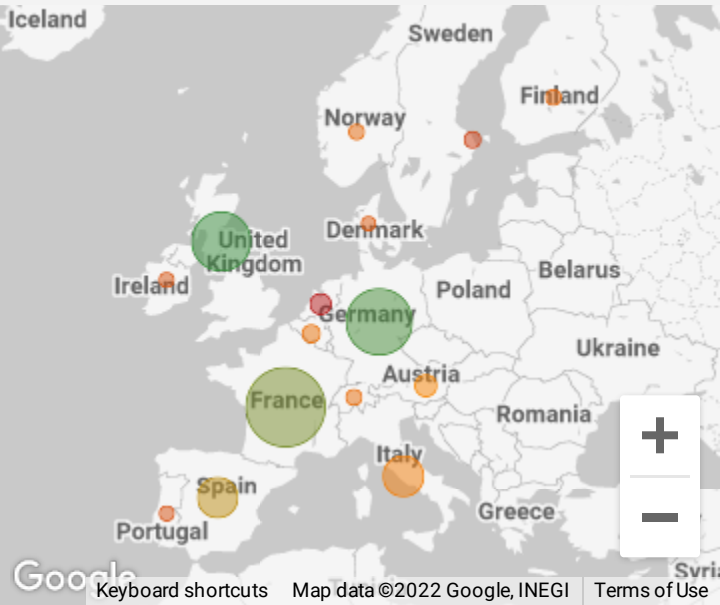 Iceland
Sweden
Finland
Norway
Denmark
United
Kingdom
Ireland
Belarus
Poland
Germany
Ukraine
Austria
France
Romania
Italy
Spain
Greece
Portugal
Google
Keyboard shortcuts
Map data ©2022 Google, INEGI
Terms of Use